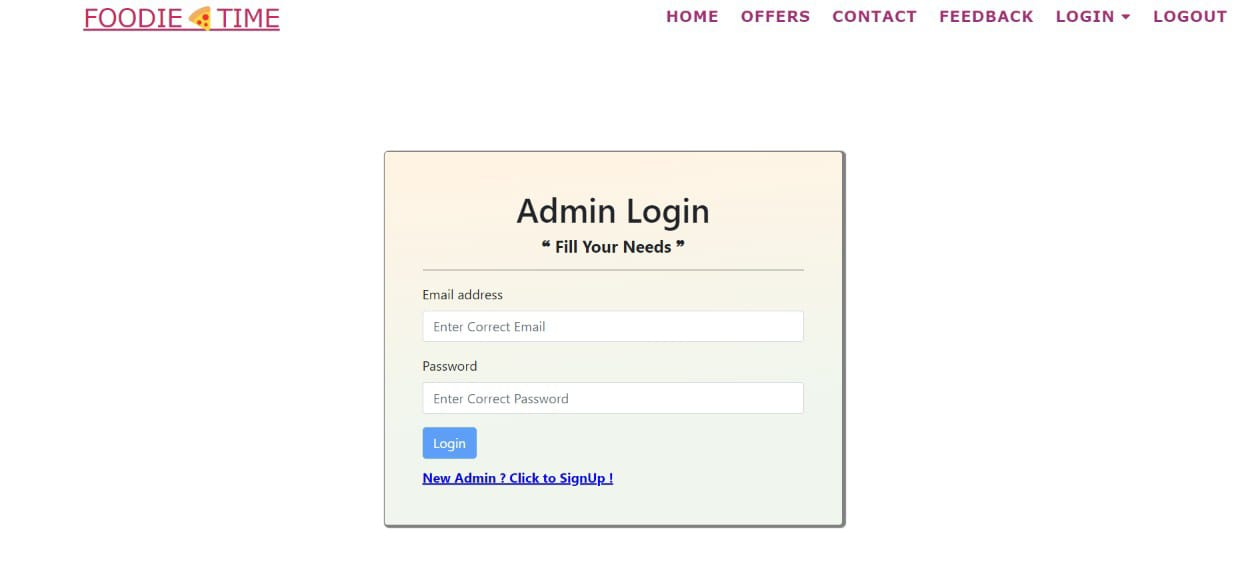 FOODIE🍕TIME
HOME OFFERS CONTACT FEEDBACK LOGIN LOGOUT
Admin Login
❝ Fill Your Needs ❞
Email address
Enter Correct Email
Password
Enter Correct Password
Login
New Admin ? Click to SignUp !